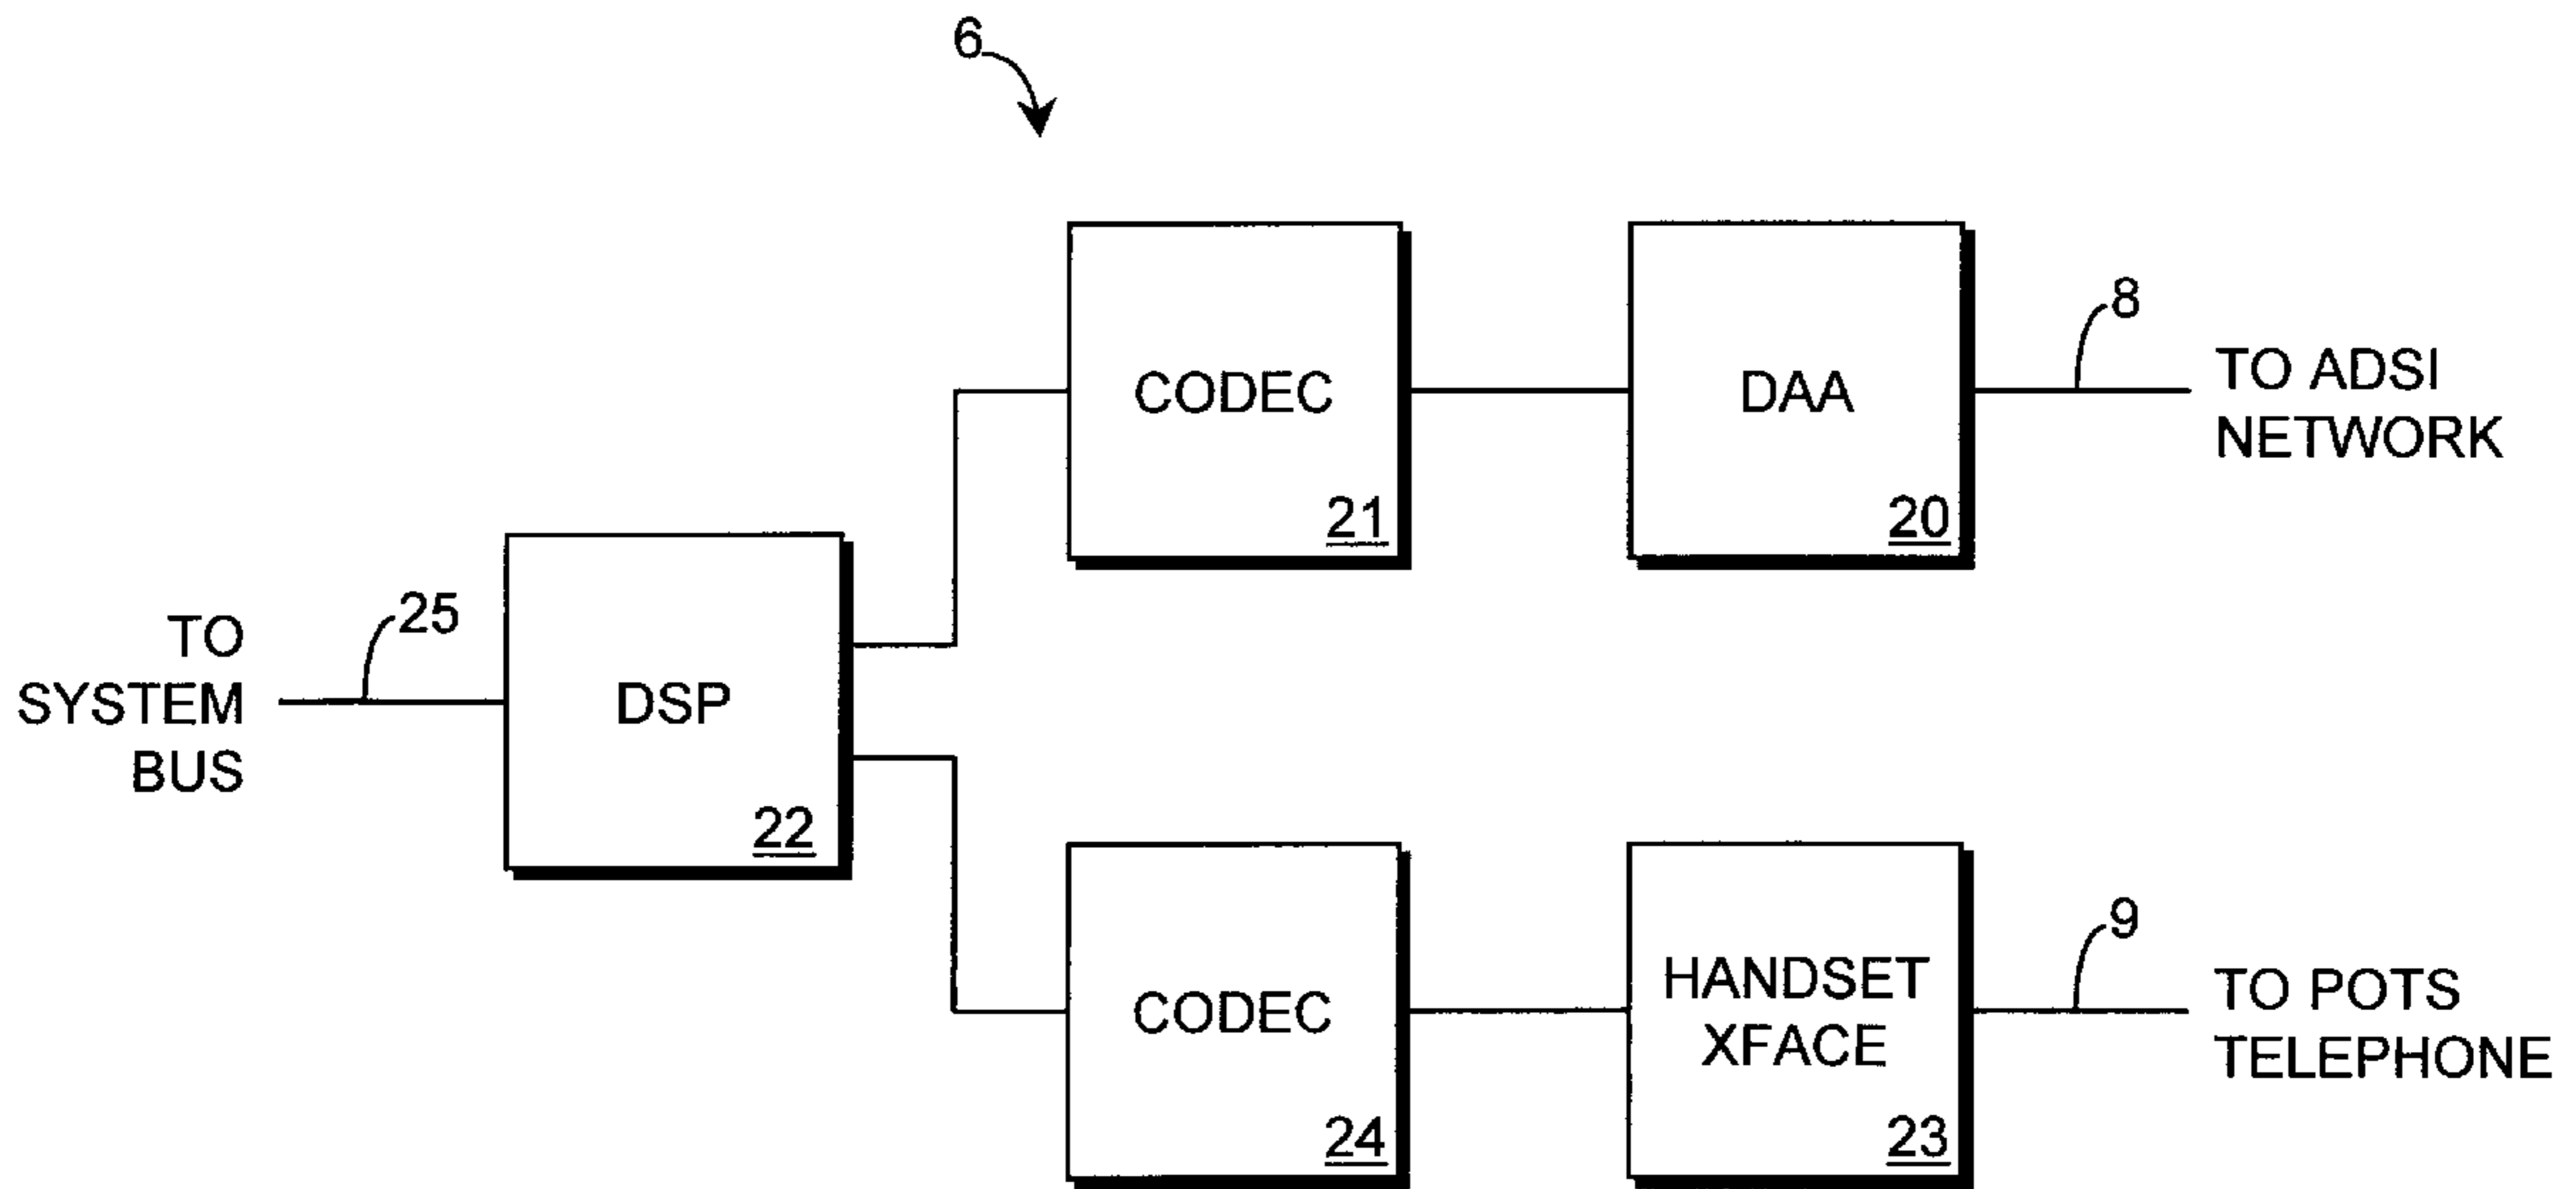 6
CODEC
21
DAA
20
8
TO ADSI
NETWORK
TO
SYSTEM
BUS
25
DSP
22
CODEC
24
HANDSET
XFACE
23
9
TO POTS
TELEPHONE